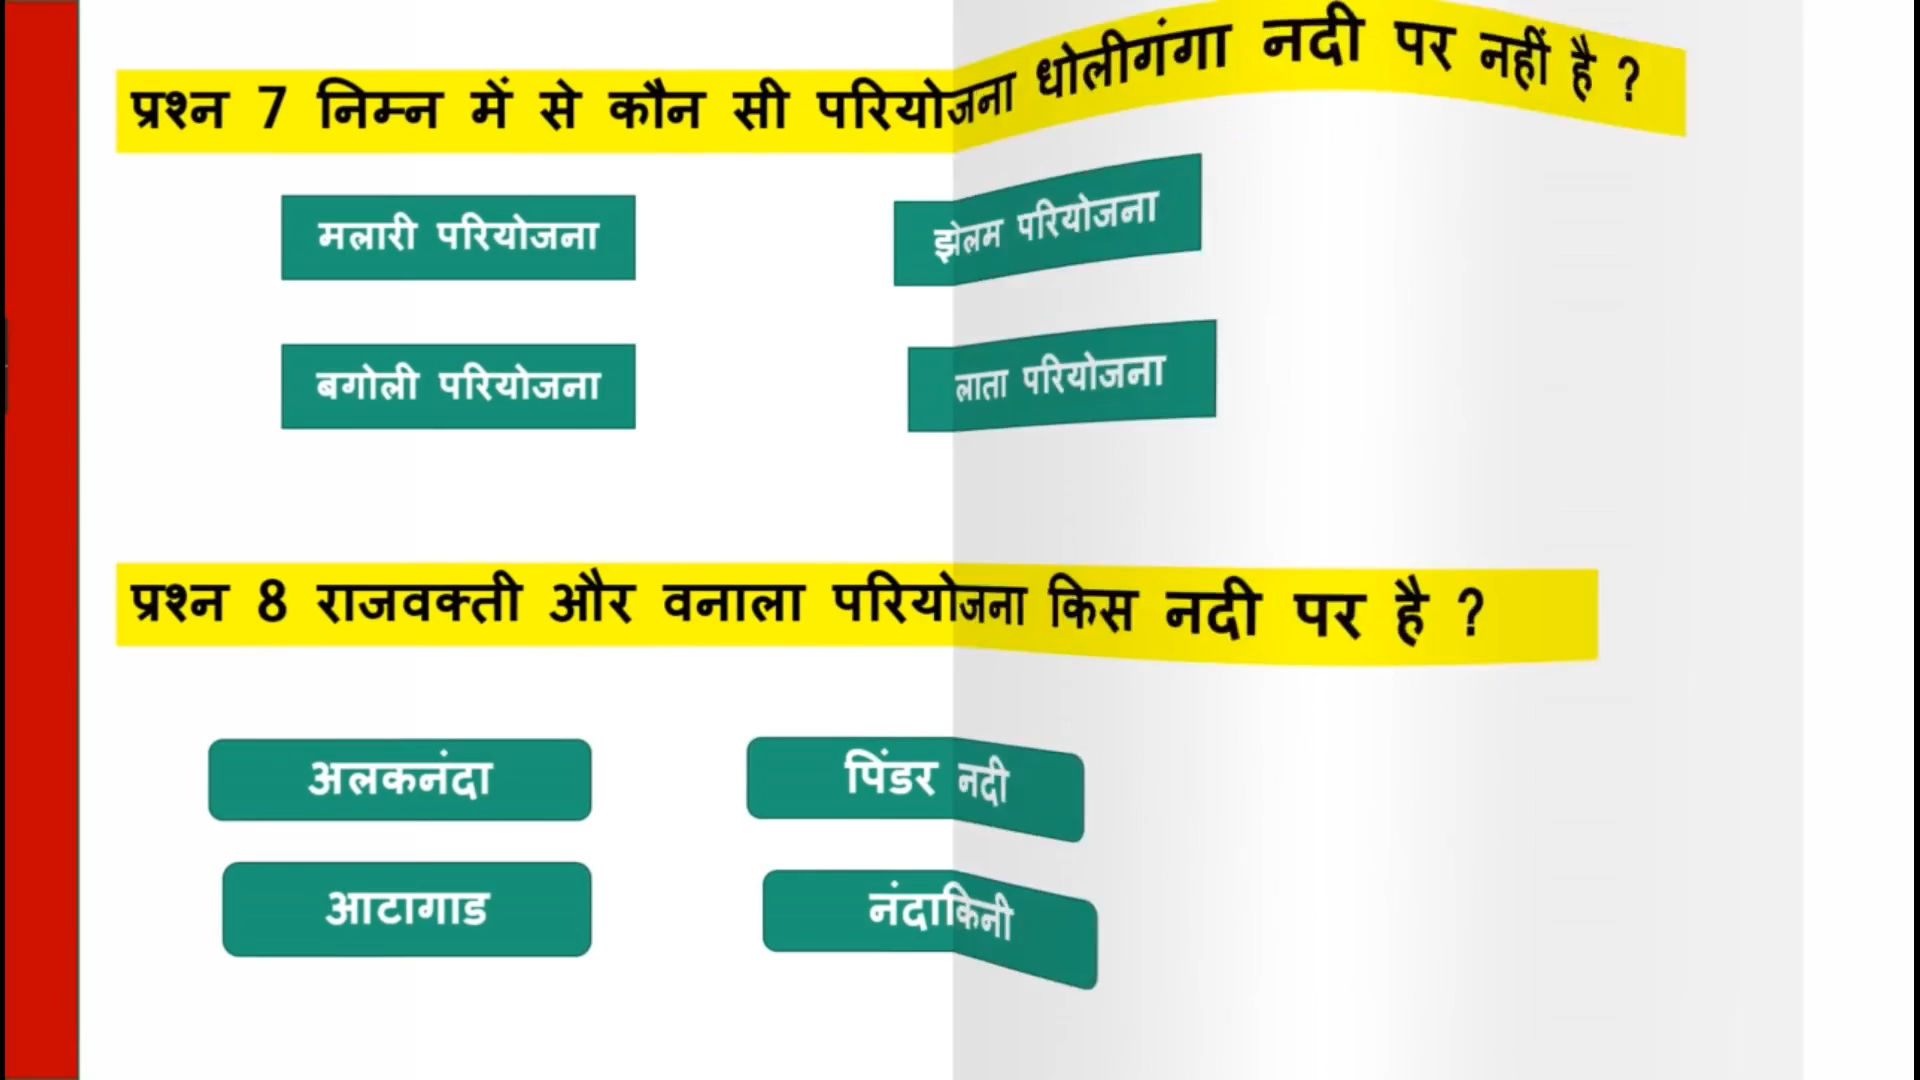 प्रश्न 7 निम्न में से कौन सी परियोजना धोलीगंगा नदी पर नहीं है ?
मलारी परियोजना
झेलम परियोजना
बगोली परियोजना
लाता परियोजना
प्रश्न 8 राजवक्ती और वनाला परियोजना किस नदी पर है ?
अलकनंदा
पिंडर नदी
आटागाड
नंदाकिनी